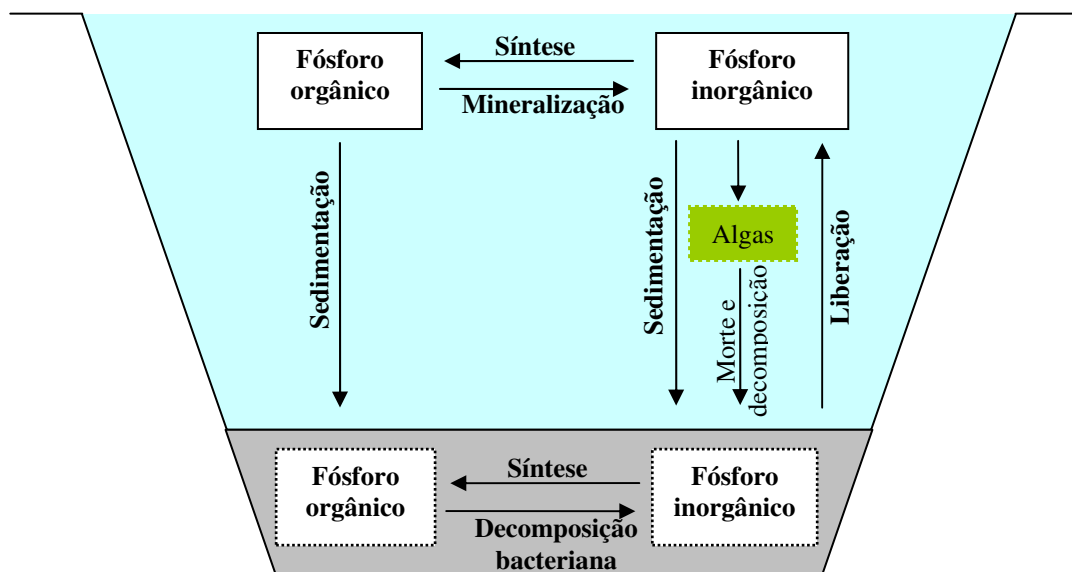 Fósforo
orgânico
Síntese
Mineralização
Fósforo
inorgânico
Sedimentação
Sedimentação
Algas
Morte e
decomposição
Liberação
Fósforo
orgânico
Síntese
Decomposição
bacteriana
Fósforo
inorgânico